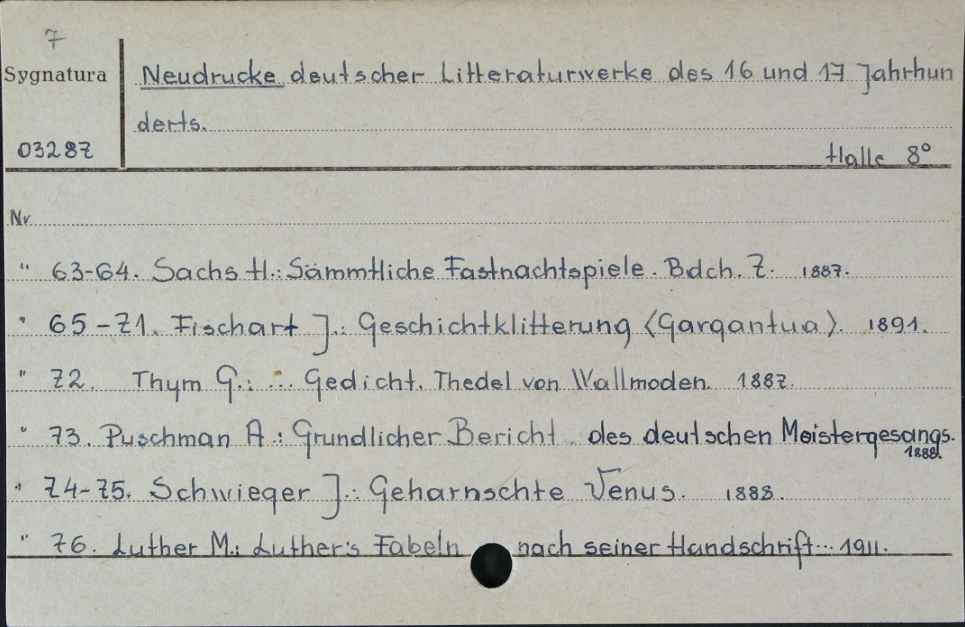 7
Sygnatura Neudrucke deutscher Litteraturwerke des 16 und 17 Jahrhun
derts.
03287 Halle 8°
Nr
" 63-64. Sachs H.: Sämmtliche Fastnachtspiele. Bdch. 7. 1887.
" 65-71. Fischart J.: Geschichtklitterung (Gargantua). 1891.
" 72. Thym G.: ... Gedicht. Thedel von Wallmoden. 1887.
" 73. Puschman A.: Grundlicher Bericht des deutschen Meistergesangs.
1888.
" 74-75. Schwieger J.: Geharnschte Venus. 1888.
" 76. Luther M.: Luther's Fabeln nach seiner Handschrift... 1911.